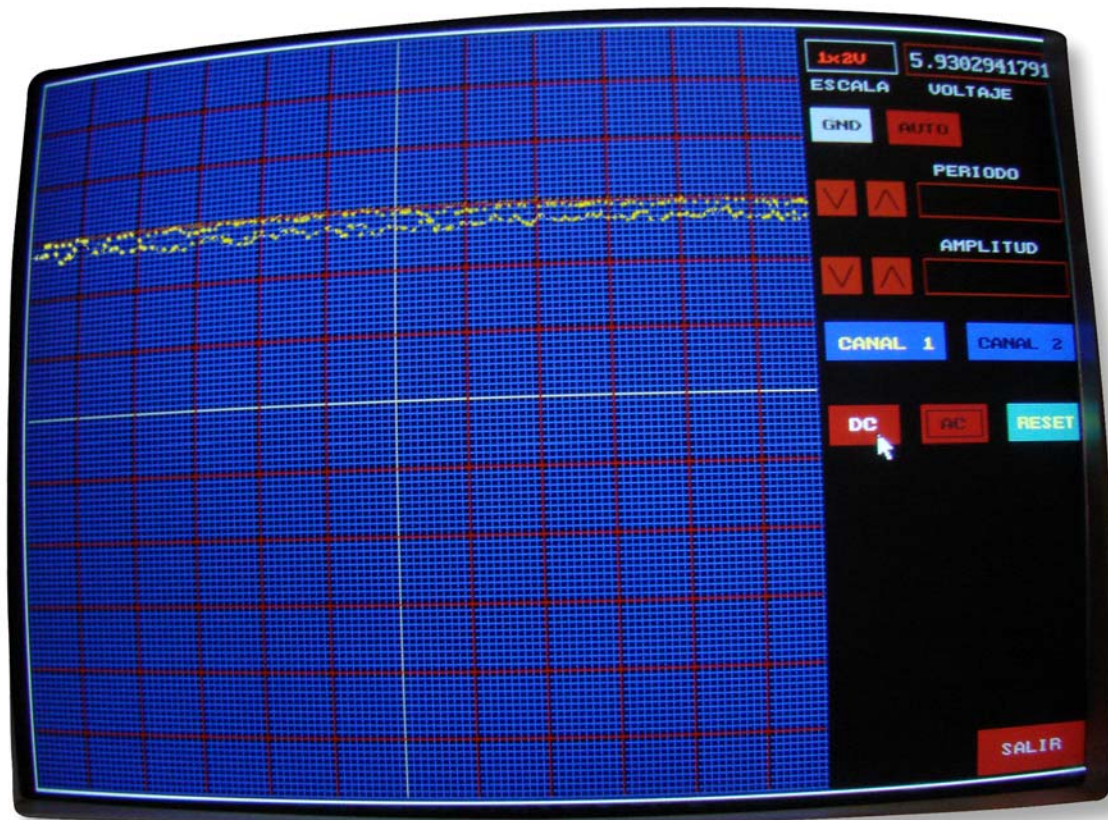 1x2V 5.9302941791
ESCALA VOLTAJE
GND AUTO
PERIODO
AMPLITUD
CANAL 1 CANAL 2
DC AC RESET
SALIR